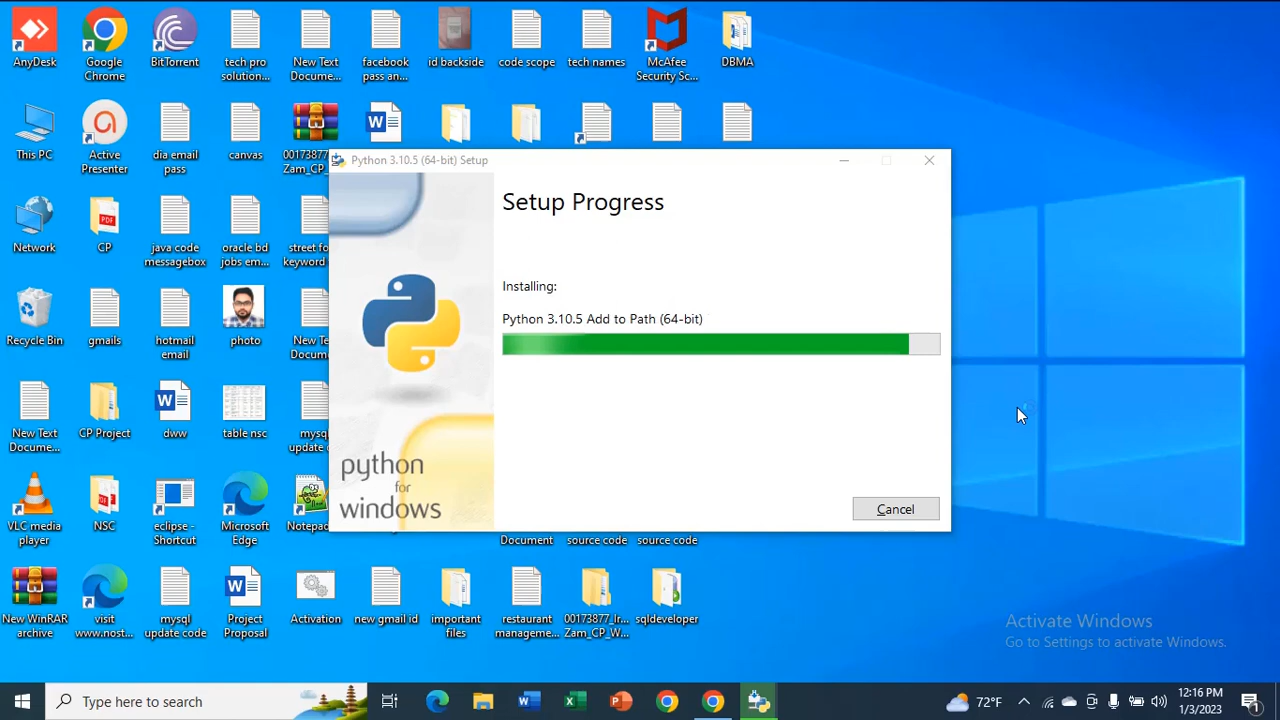 AnyDesk
Google
Chrome
BitTorrent
tech pro
solution...
New Text
Docume...
facebook
pass an...
id backside
code scope
tech names
McAfee
Security Sc...
DBMA
This PC
Active
Presenter
dia email
pass
canvas
00173877
Zam_CP_
Python 3.10.5 (64-bit) Setup
Setup Progress
Installing:
Python 3.10.5 Add to Path (64-bit)
python
for
windows
Cancel
Network
CP
java code
messagebox
oracle bd
jobs em...
street fo
keyword
Recycle Bin
gmails
hotmail
email
photo
New Te
Docum
New Text
Docume...
CP Project
dww
table nsc
mysq
update c
VLC media
player
NSC
eclipse -
Shortcut
Microsoft
Edge
Notepa
Document
source code
source code
New WinRAR
archive
visit
www.nost...
mysql
update code
Project
Proposal
Activation
new gmail id
important
files
restaurant
manageme...
00173877_Ir...
Zam_CP_W...
sqldeveloper
Activate Windows
Go to Settings to activate Windows.
Type here to search
72°F
12:16 PM
1/3/2023
1